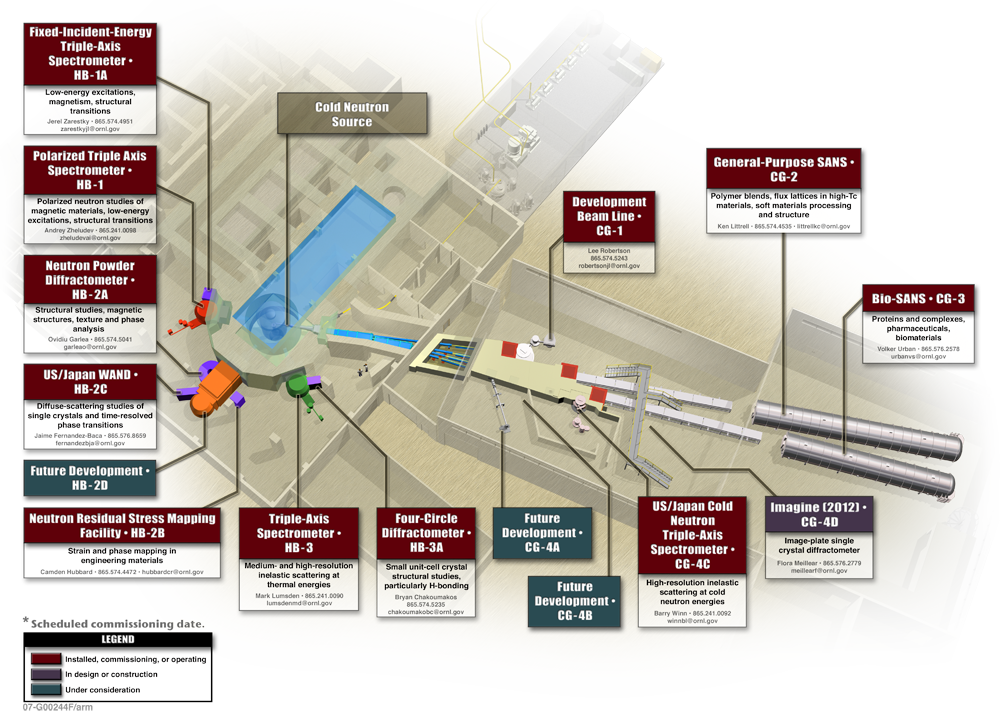 Fixed-Incident-Energy
Triple-Axis
Spectrometer •
HB-1A
Low-energy excitations,
magnetism, structural
transitions
Jerel Zarestky • 865.574.4951
zarestkyjl@ornl.gov
Cold Neutron
Source
Polarized Triple Axis
Spectrometer •
HB-1
Polarized neutron studies of
magnetic materials, low-energy
excitations, structural transitions
Andrey Zheludev • 865.241.0098
zheludevai@ornl.gov
General-Purpose SANS •
CG-2
Polymer blends, flux lattices in high-Tc
materials, soft materials processing
and structure
Ken Littrell • 865.574.4535 • littrellkc@ornl.gov
Development
Beam Line •
CG-1
Lee Robertson
865.574.5243
robertsonjl@ornl.gov
Neutron Powder
Diffractometer •
HB-2A
Structural studies, magnetic
structures, texture and phase
analysis
Ovidiu Garlea • 865.574.5041
garleao@ornl.gov
Bio-SANS • CG-3
Proteins and complexes,
pharmaceuticals,
biomaterials
Volker Urban • 865.576.2578
urbanvs@ornl.gov
US/Japan WAND •
HB-2C
Diffuse-scattering studies of
single crystals and time-resolved
phase transitions
Jaime Fernandez-Baca • 865.576.8659
fernandezbja@ornl.gov
Future Development •
HB-2D
Neutron Residual Stress Mapping
Facility • HB-2B
Strain and phase mapping in
engineering materials
Camden Hubbard • 865.574.4472 • hubbardcr@ornl.gov
Triple-Axis
Spectrometer •
HB-3
Medium- and high-resolution
inelastic scattering at
thermal energies
Mark Lumsden • 865.241.0090
lumsdenmd@ornl.gov
Four-Circle
Diffractometer •
HB-3A
Small unit-cell crystal
structural studies,
particularly H-bonding
Bryan Chakoumakos
865.574.5235
chakoumakobc@ornl.gov
Future
Development •
CG-4A
Future
Development •
CG-4B
US/Japan Cold
Neutron
Triple-Axis
Spectrometer •
CG-4C
High-resolution inelastic
scattering at cold
neutron energies
Barry Winn • 865.241.0092
winnbl@ornl.gov
Imagine (2012) •
CG-4D
Image-plate single
crystal diffractometer
Flora Meilleur • 865.576.2779
meilleurf@ornl.gov
* Scheduled commissioning date.
LEGEND
Installed, commissioning, or operating
In design or construction
Under consideration
07-G00244F/arm